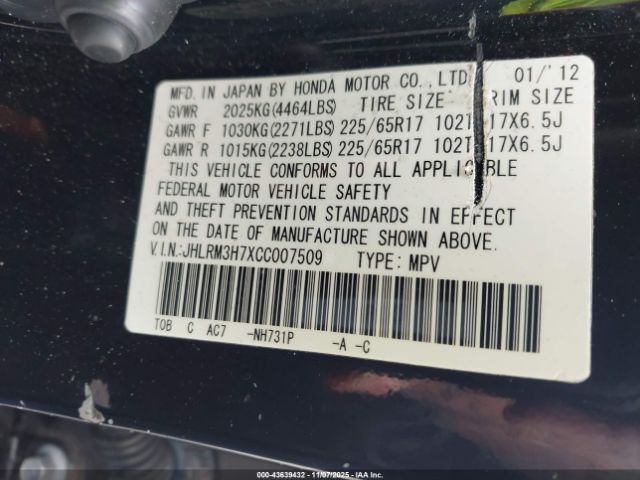 MFD. IN JAPAN BY HONDA MOTOR CO., LTD 01/'12
GVWR 2025KG(4464LBS) TIRE SIZE RIM SIZE
GAWR F 1030KG(2271LBS) 225/65R17 102T 17X6.5J
GAWR R 1015KG(2238LBS) 225/65R17 102T 17X6.5J
THIS VEHICLE CONFORMS TO ALL APPLICABLE
FEDERAL MOTOR VEHICLE SAFETY
AND THEFT PREVENTION STANDARDS IN EFFECT
ON THE DATE OF MANUFACTURE SHOWN ABOVE.
V.IN.:JHLRM3H7XCC007509 TYPE: MPV
TOB C AC7 -NH731P -A -C
000-43639432 - 11/07/2025 - IAAI Inc.